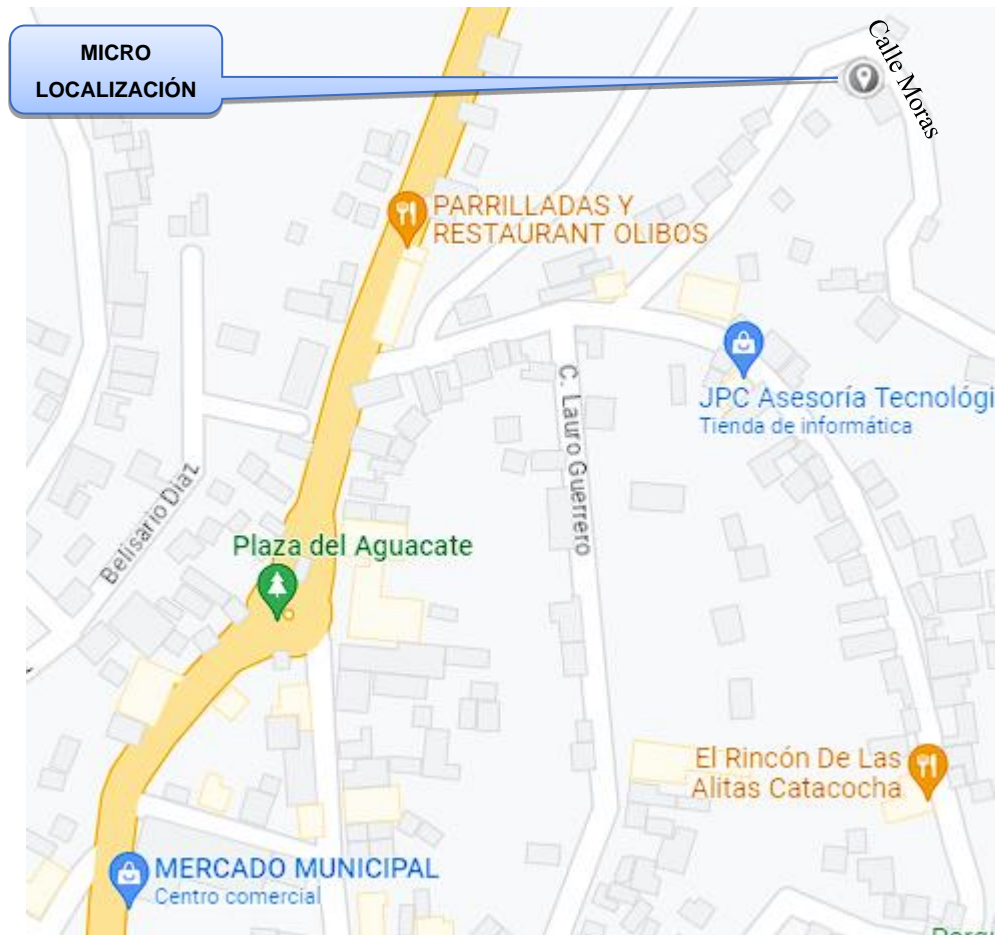 MICRO
LOCALIZACIÓN
Calle Moras
PARRILLADAS Y
RESTAURANT OLIBOS
JPC Asesoría Tecnológi
Tienda de informática
C. Lauro Guerrero
Belisario Diaz
Plaza del Aguacate
El Rincón De Las
Alitas Catacocha
MERCADO MUNICIPAL
Centro comercial